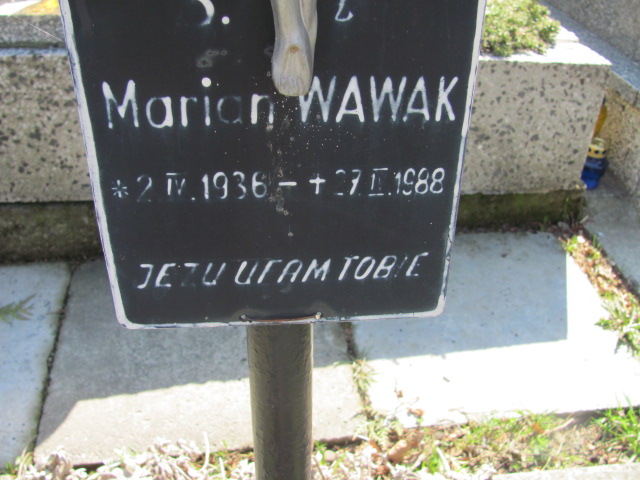 Marian WAWAK
* 2.IV.1936 – + 27.II.1988
JEZU UFAM TOBIE